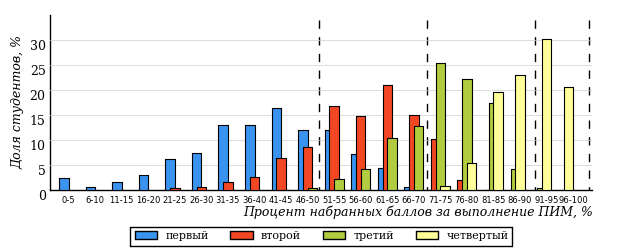 Доля студентов, %
30
25
20
15
10
5
0
0-5 6-10 11-15 16-20 21-25 26-30 31-35 36-40 41-45 46-50 51-55 56-60 61-65 66-70 71-75 76-80 81-85 86-90 91-95 96-100
Процент набранных баллов за выполнение ПИМ, %
первый второй третий четвертый